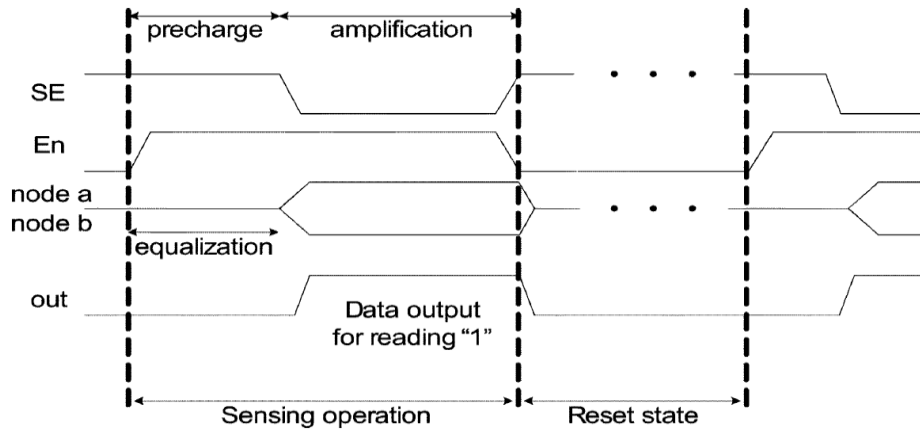 precharge amplification
SE
En
node a
node b
equalization
out
Data output
for reading “1”
Sensing operation Reset state